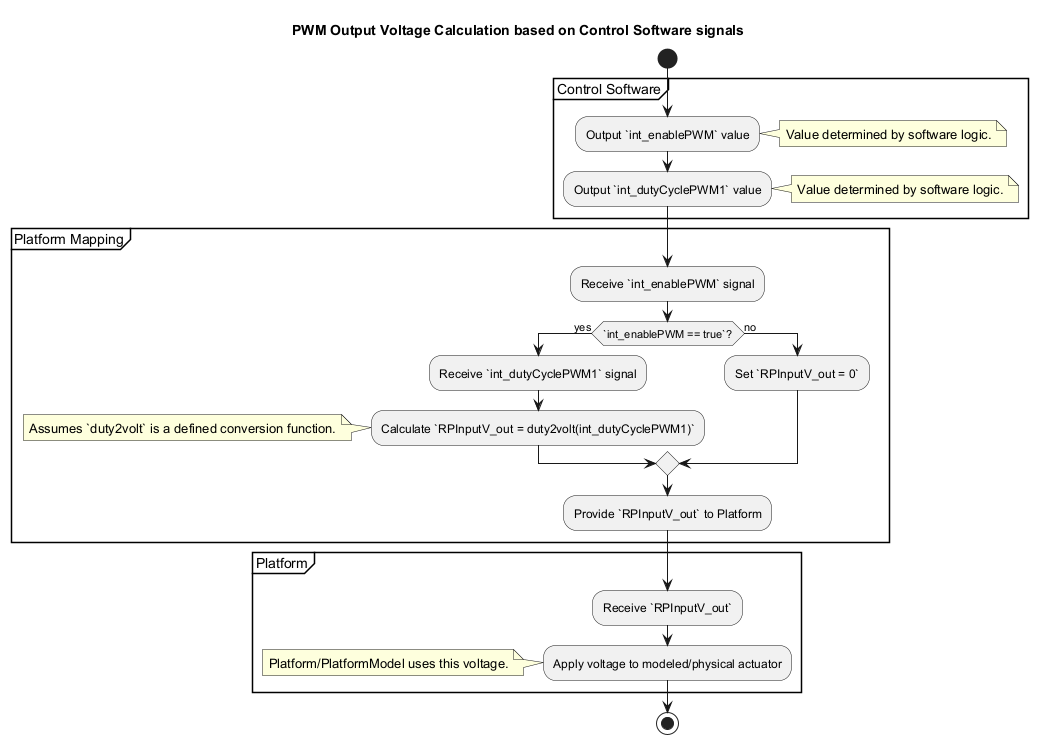 PWM Output Voltage Calculation based on Control Software signals
Control Software
Output `int_enablePWM` value
Value determined by software logic.
Output `int_dutyCyclePWM1` value
Value determined by software logic.
Platform Mapping
Receive `int_enablePWM` signal
yes
`int_enablePWM == true`?
no
Receive `int_dutyCyclePWM1` signal
Set `RPInputV_out = 0`
Assumes `duty2volt` is a defined conversion function.
Calculate `RPInputV_out = duty2volt(int_dutyCyclePWM1)`
Provide `RPInputV_out` to Platform
Platform
Receive `RPInputV_out`
Platform/PlatformModel uses this voltage.
Apply voltage to modeled/physical actuator